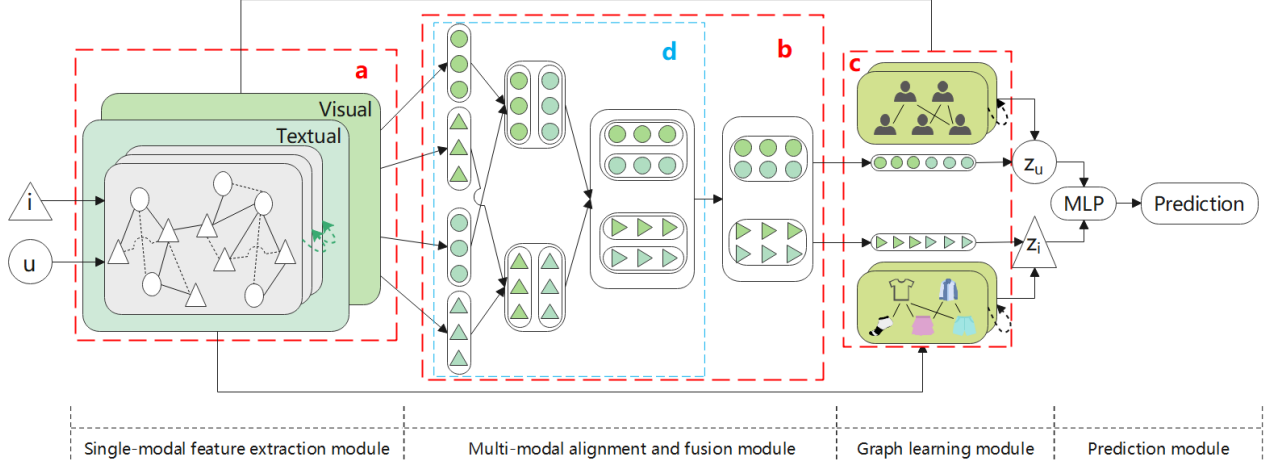 a
Visual
Textual
i
u
d
b
c
z_u
z_i
MLP
Prediction
Single-modal feature extraction module
Multi-modal alignment and fusion module
Graph learning module
Prediction module